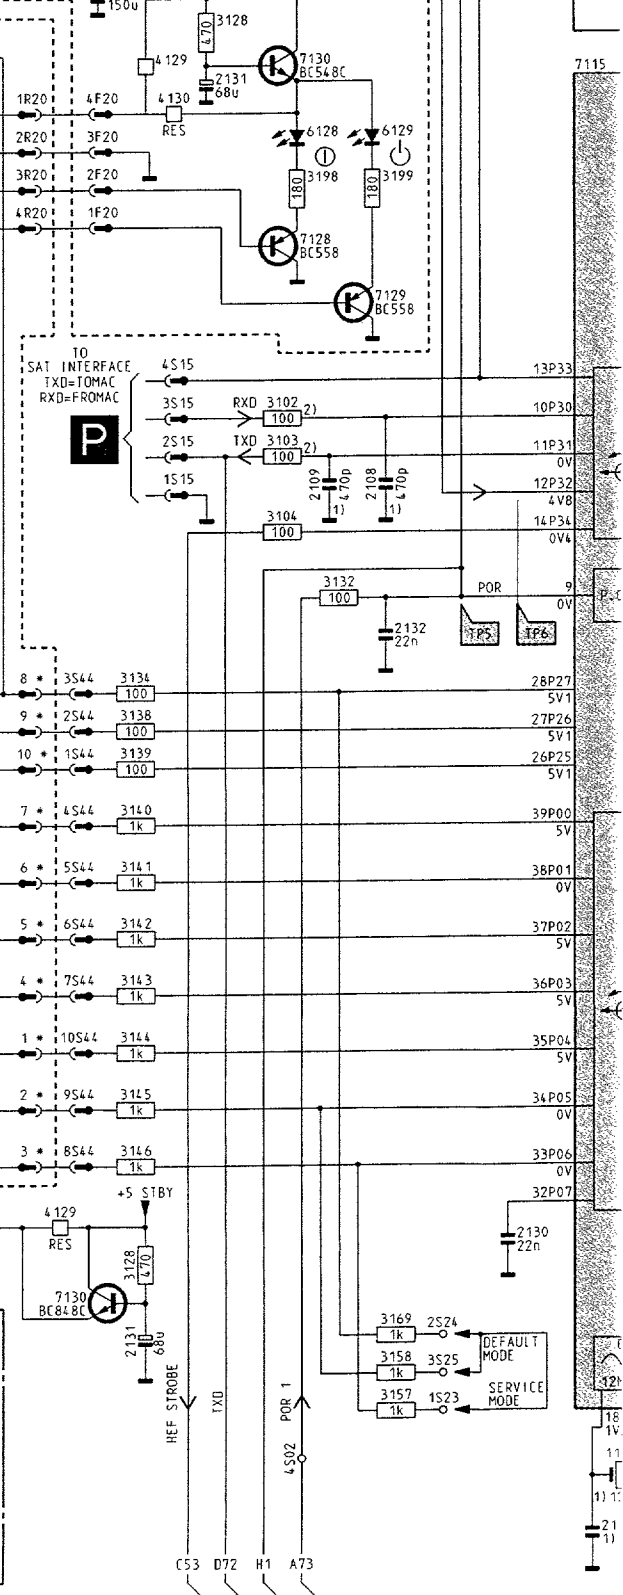 150u
3128
470
4129
7130
BC548C
2131
68u
7115
1R20 4F20
4130
RES
2R20 3F20
6128
6129
3R20 2F20
180
3198
180
3199
4R20 1F20
7128
BC558
7129
BC558
TO
SAT INTERFACE
TXD=TOMAC
RXD=FROMAC
P
4S15
13P33
3S15 RXD 3102
100
2)
10P30
2S15 TXD 3103
100
2)
11P31
0V
1S15
2109
470p
1)
2108
470p
1)
12P32
4V8
3104
100
14P34
0V4
3132
100
POR
9
0V
2132
22n
TP5
TP6
8 * 3S44 3134
100
28P27
5V1
9 * 2S44 3138
100
27P26
5V1
10 * 1S44 3139
100
26P25
5V1
7 * 4S44 3140
1k
39P00
5V
6 * 5S44 3141
1k
38P01
0V
5 * 6S44 3142
1k
37P02
5V
4 * 7S44 3143
1k
36P03
5V
1 * 10S44 3144
1k
35P04
5V
2 * 9S44 3145
1k
34P05
0V
3 * 8S44 3146
1k
33P06
0V
+5 STBY
32P07
4129
RES
2130
22n
3128
470
7130
BC848C
2131
68u
3169
1k
2S24
DEFAULT
MODE
3158
1k
3S25
3157
1k
1S23
SERVICE
MODE
HEF STROBE
TXD
POR 1
4S02
18
1V
11
1)
21
1)
C53 D72 H1 A73